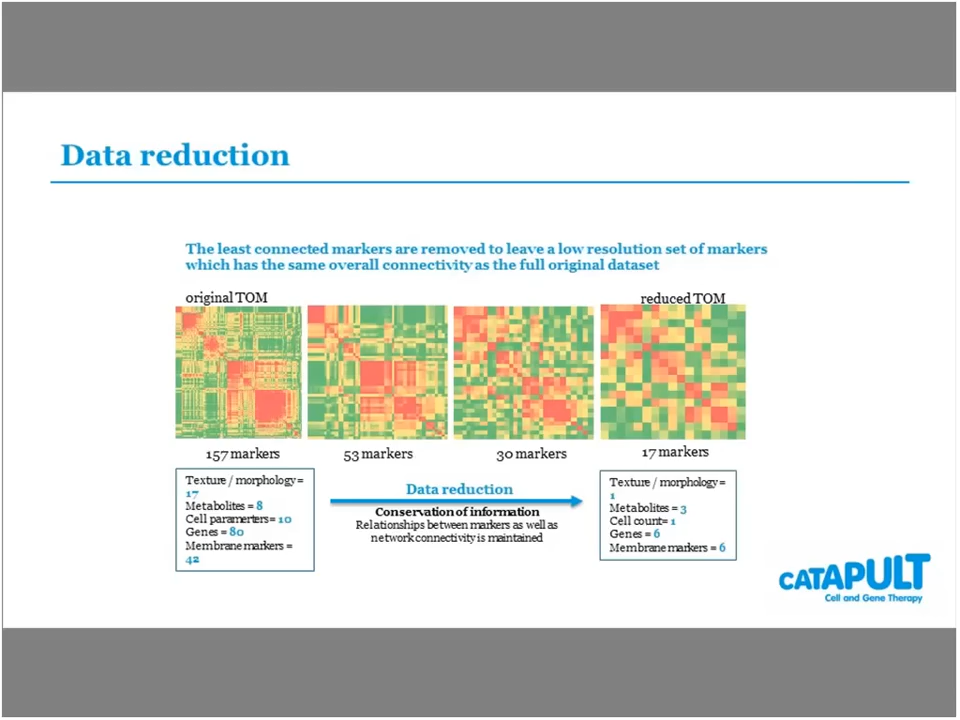 Data reduction
The least connected markers are removed to leave a low resolution set of markers
which has the same overall connectivity as the full original dataset
original TOM
reduced TOM
157 markers
53 markers
30 markers
17 markers
Texture / morphology =
17
Metabolites = 8
Cell paramerters= 10
Genes = 80
Membrane markers =
42
Data reduction
Conservation of information
Relationships between markers as well as
network connectivity is maintained
Texture / morphology =
1
Metabolites = 3
Cell count= 1
Genes = 6
Membrane markers = 6
CATAPULT
Cell and Gene Therapy